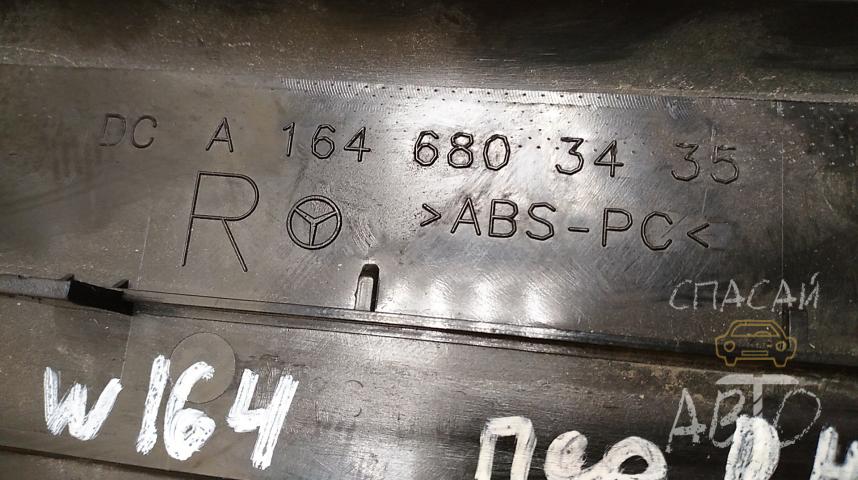 DC A 164 680 34 35
R >ABS-PC<
СПАСАЙ
АВТО
W164